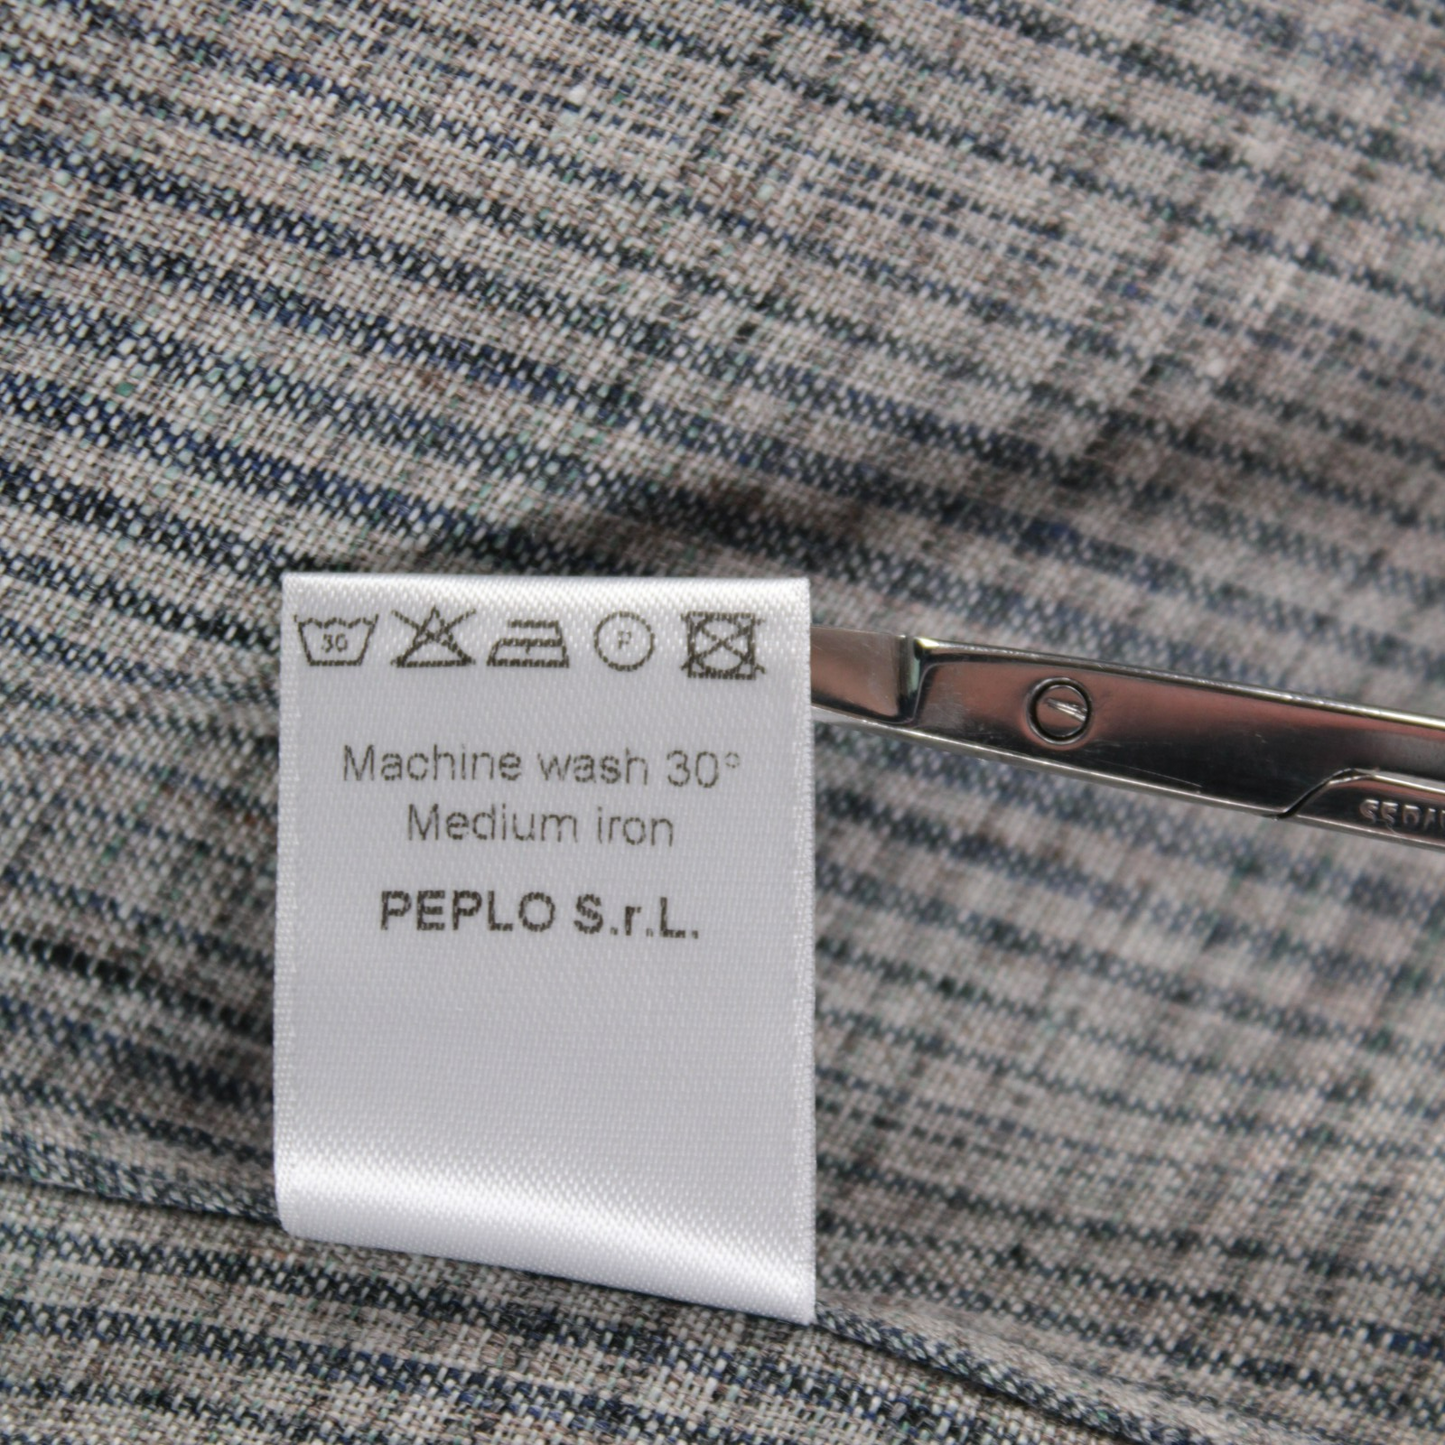 30 P
Machine wash 30°
Medium iron
PEPLO S.r.L.